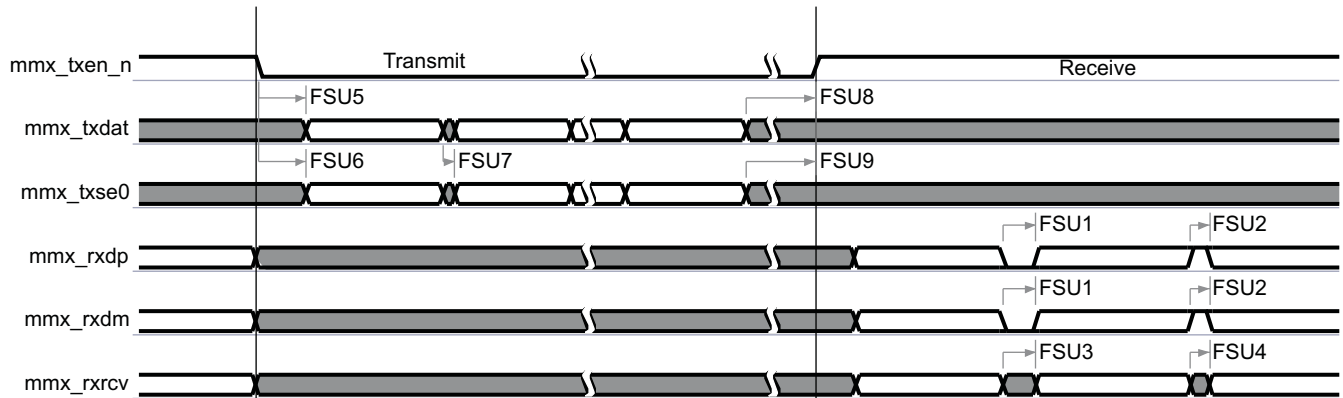 mmx_txen_n
Transmit
Receive
FSU5
FSU8
mmx_txdat
FSU6
FSU7
FSU9
mmx_txse0
FSU1
FSU2
mmx_rxdp
FSU1
FSU2
mmx_rxdm
FSU3
FSU4
mmx_rxrcv